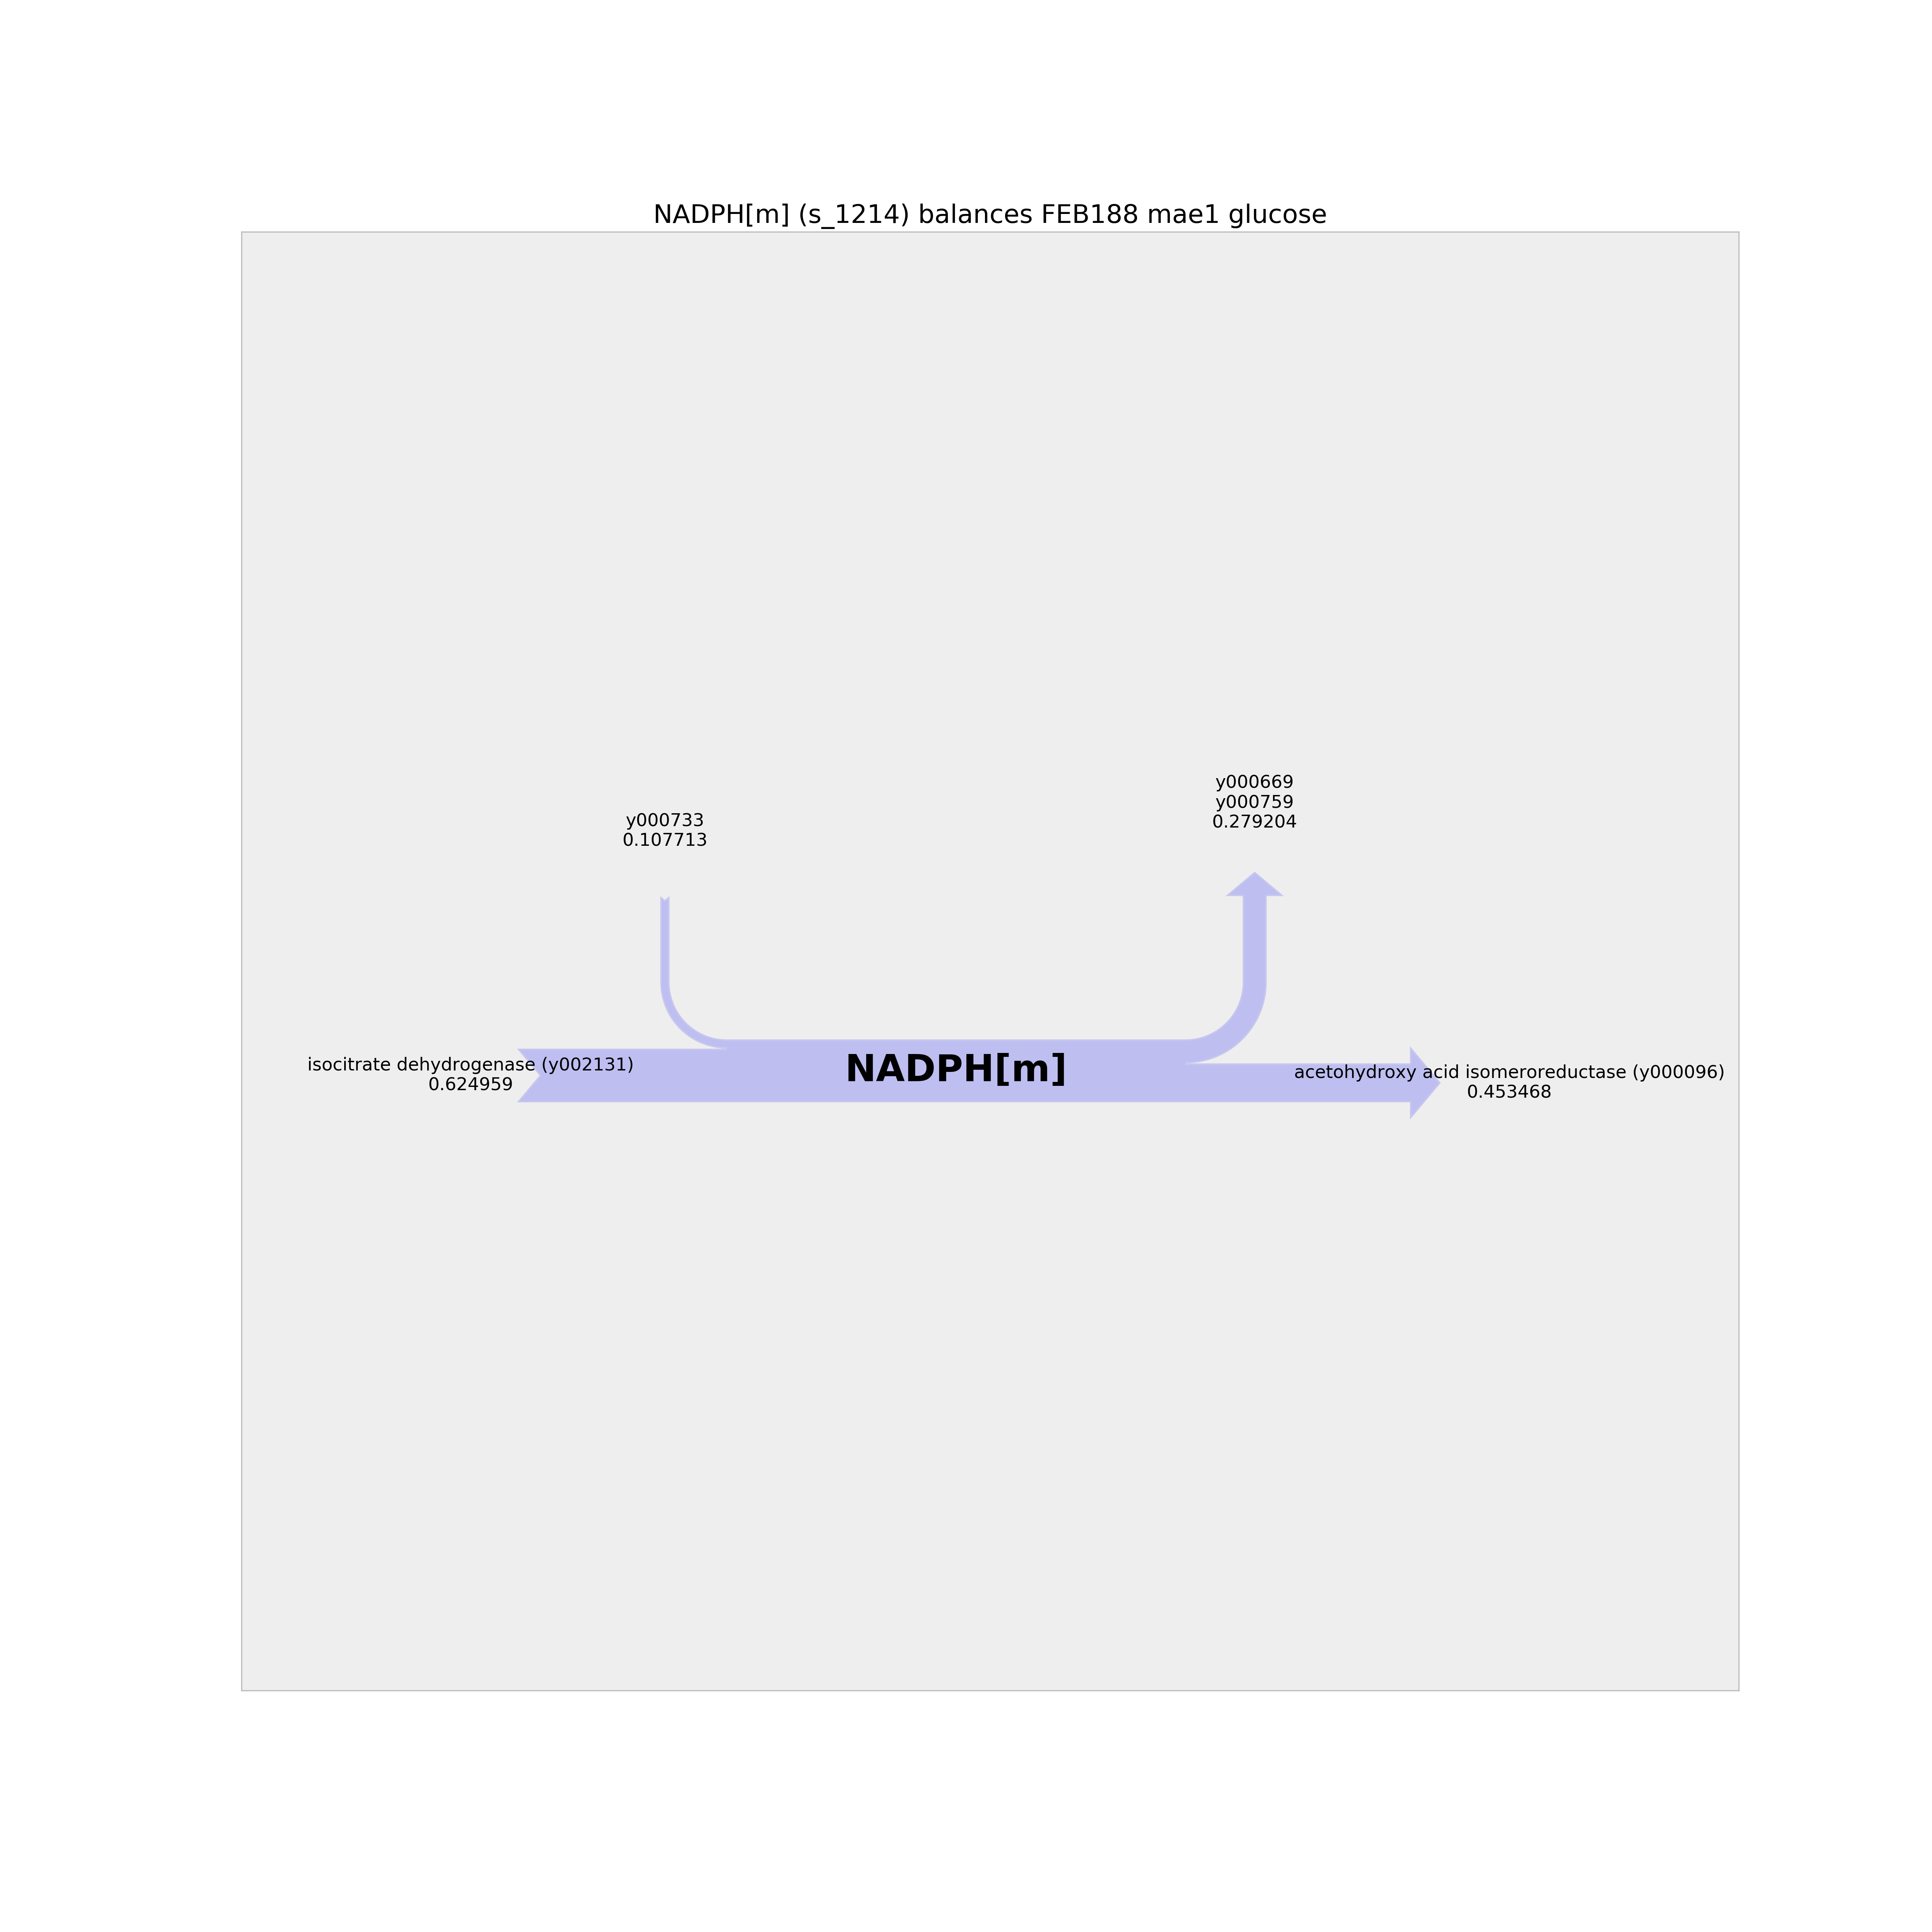 NADPH[m] (s_1214) balances FEB188 mae1 glucose
y000669
y000759
0.279204
y000733
0.107713
isocitrate dehydrogenase (y002131)
0.624959
NADPH[m]
acetohydroxy acid isomeroreductase (y000096)
0.453468